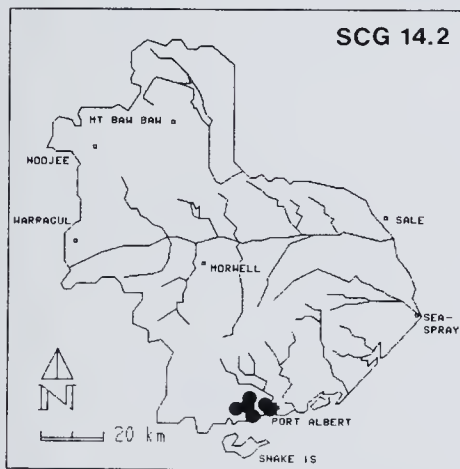 SCG 14.2
MT BAW BAW
NOOJEE
WARRAGUL
SALE
MORWELL
SEA-
SPRAY
N
20 km
PORT ALBERT
SNAKE IS